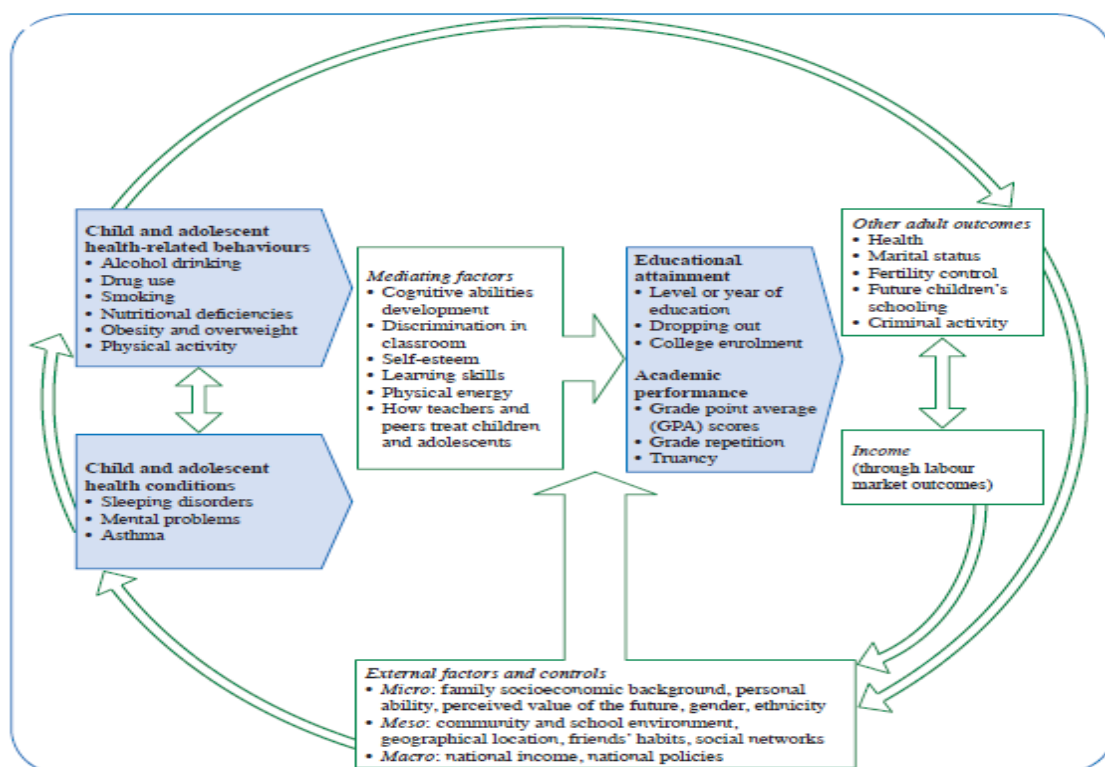 Child and adolescent
health-related behaviours
• Alcohol drinking
• Drug use
• Smoking
• Nutritional deficiencies
• Obesity and overweight
• Physical activity
Child and adolescent
health conditions
• Sleeping disorders
• Mental problems
• Asthma
Mediating factors
• Cognitive abilities
development
• Discrimination in
classroom
• Self-esteem
• Learning skills
• Physical energy
• How teachers and
peers treat children
and adolescents
Educational
attainment
• Level or year of
education
• Dropping out
• College enrolment
Academic
performance
• Grade point average
(GPA) scores
• Grade repetition
• Truancy
Other adult outcomes
• Health
• Marital status
• Fertility control
• Future children's
schooling
• Criminal activity
Income
(through labour
market outcomes)
External factors and controls
• Micro: family socioeconomic background, personal
ability, perceived value of the future, gender, ethnicity
• Meso: community and school environment,
geographical location, friends' habits, social networks
• Macro: national income, national policies